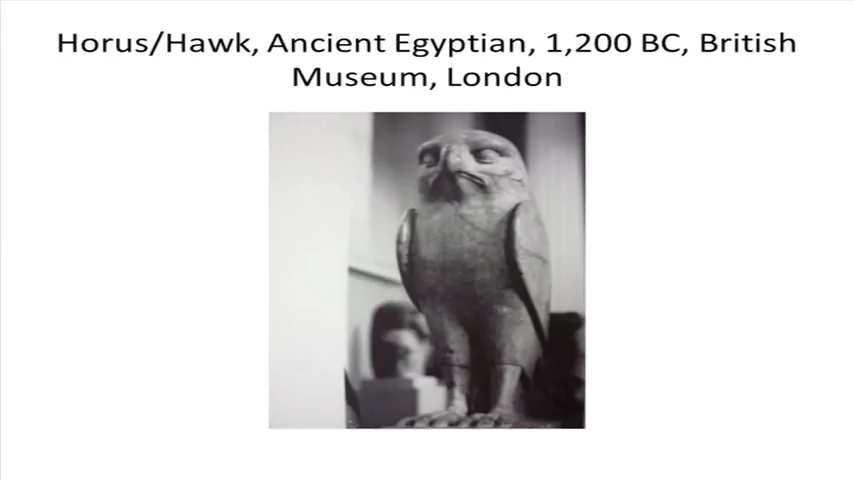 Horus/Hawk, Ancient Egyptian, 1,200 BC, British
Museum, London